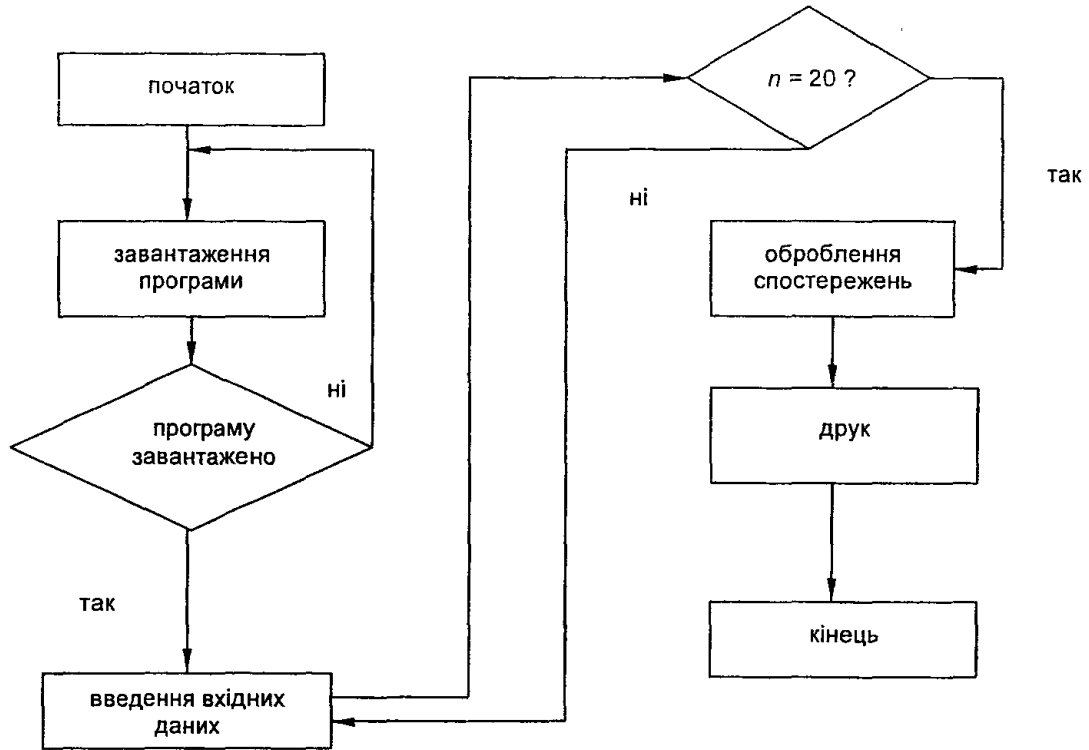 початок
завантаження
програми
ні
програму
завантажено
так
введення вхідних
даних
n = 20 ?
ні
так
оброблення
спостережень
друк
кінець